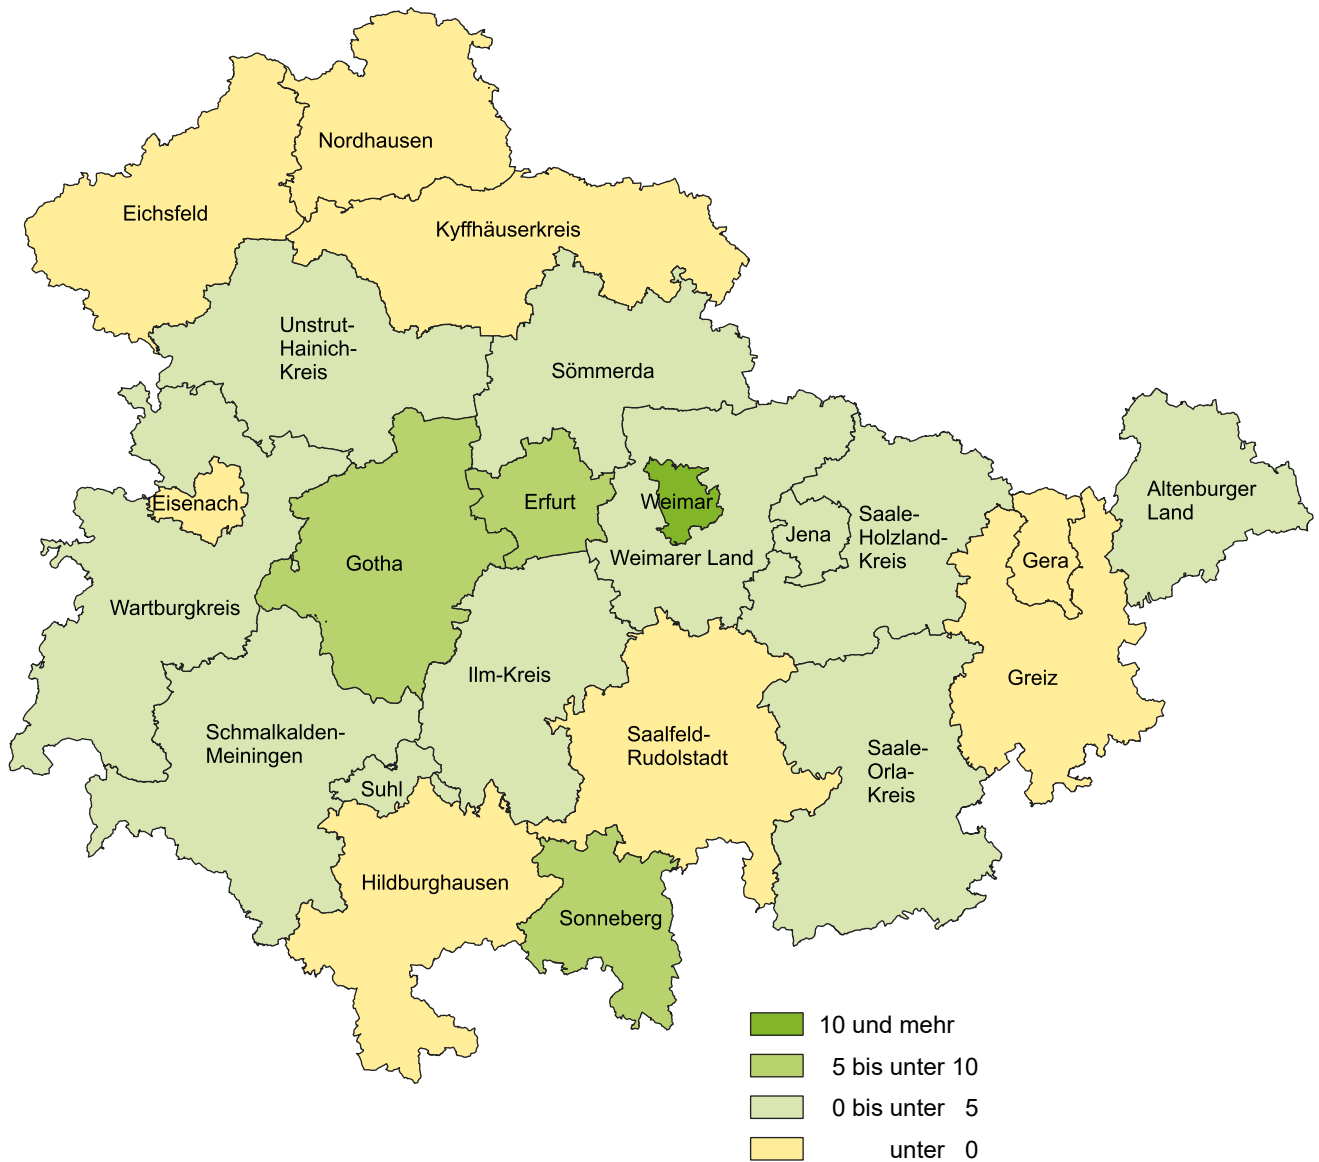 Nordhausen
Eichsfeld
Kyffhäuserkreis
Unstrut-
Hainich-
Kreis
Sömmerda
Eisenach
Erfurt
Weimar
Altenburger
Land
Jena
Saale-
Holzland-
Kreis
Gotha
Weimarer Land
Gera
Wartburgkreis
Ilm-Kreis
Greiz
Schmalkalden-
Meiningen
Saalfeld-
Rudolstadt
Saale-
Orla-
Kreis
Suhl
Hildburghausen
Sonneberg
10 und mehr
5 bis unter 10
0 bis unter 5
unter 0